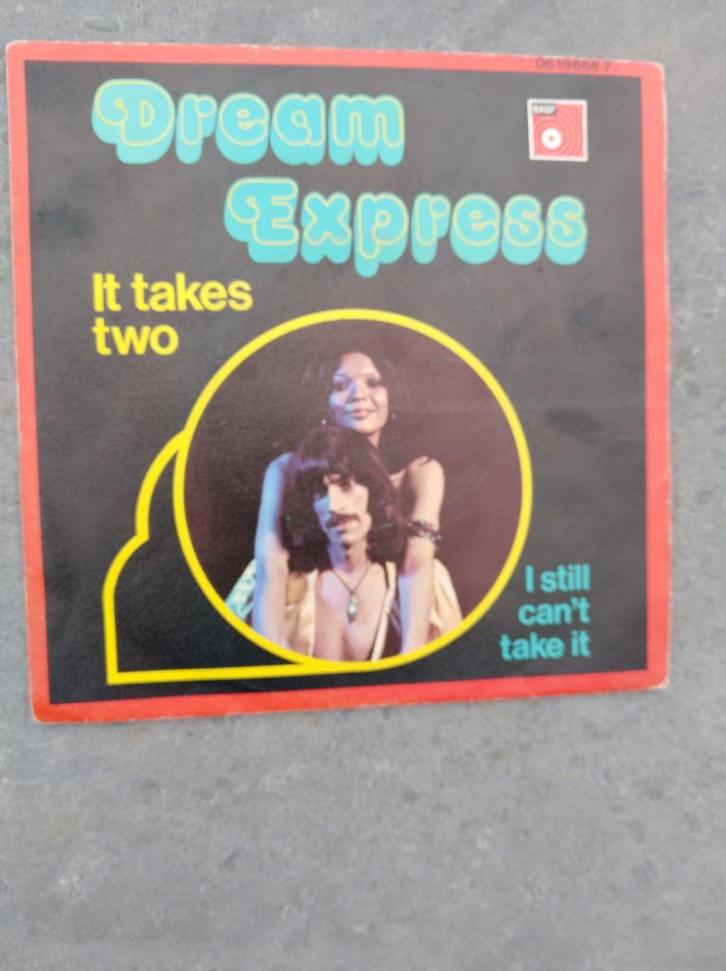 06 19668-7
Dream
BASF
Express
It takes
two
I still
can't
take it